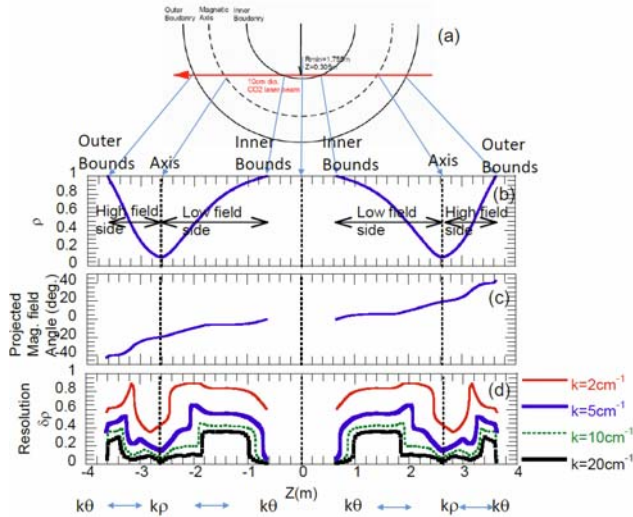 Outer Boundanry
Magnetic Axis
Inner Boundanry
(a)
Z=0.305m
10cm dia.
CO2 laser beam
Outer Bounds
Axis
Inner Bounds
Inner Bounds
Axis
Outer Bounds
1
0.8
0.6
0.4
0.2
0
ρ
(b)
High field side
Low field side
Low field side
High field side
40
20
0
-20
-40
Projected Mag. field Angle (deg.)
(c)
1
0.8
0.6
0.4
0.2
0
Resolution δρ
(d)
k=2cm-1
k=5cm-1
k=10cm-1
k=20cm-1
-4 -3 -2 -1 0 1 2 3 4
Z(m)
kθ kρ kθ kθ kρ kθ